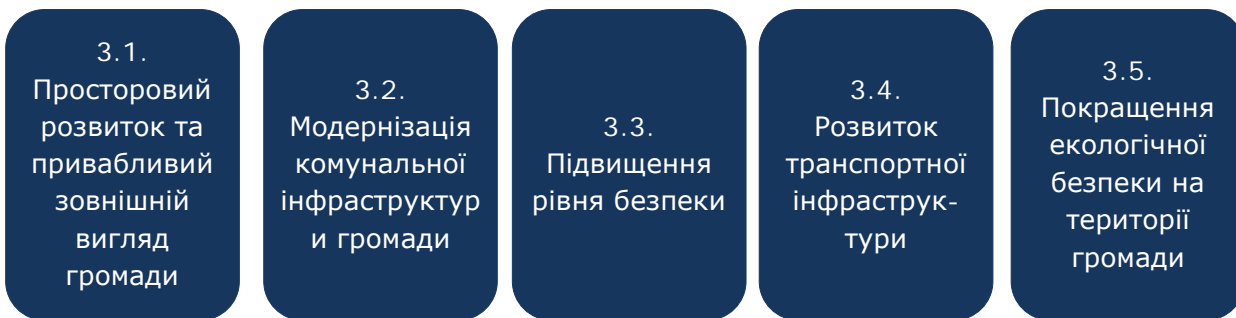 3.1.
Просторовий
розвиток та
привабливий
зовнішній
вигляд
громади
3.2.
Модернізація
комунальної
інфраструктур
и громади
3.3.
Підвищення
рівня безпеки
3.4.
Розвиток
транспортної
інфраструк-
тури
3.5.
Покращення
екологічної
безпеки на
території
громади